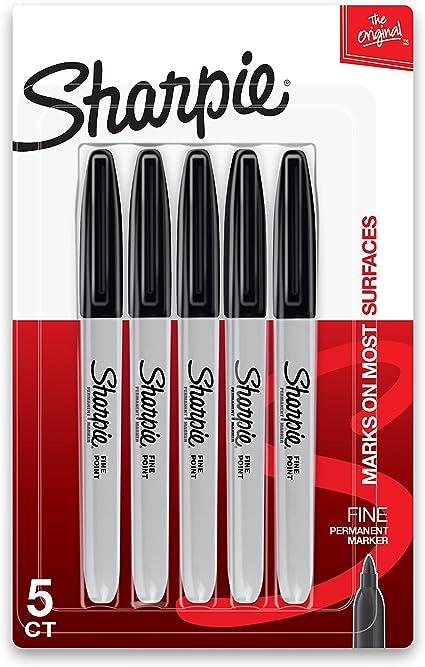 The
Original™
Sharpie®
MARKS ON MOST SURFACES
Sharpie
PERMANENT MARKER
FINE
POINT
Sharpie
PERMANENT MARKER
FINE
POINT
Sharpie
PERMANENT MARKER
FINE
POINT
Sharpie
PERMANENT MARKER
FINE
POINT
Sharpie
PERMANENT MARKER
FINE
POINT
FINE
PERMANENT
MARKER
5
CT